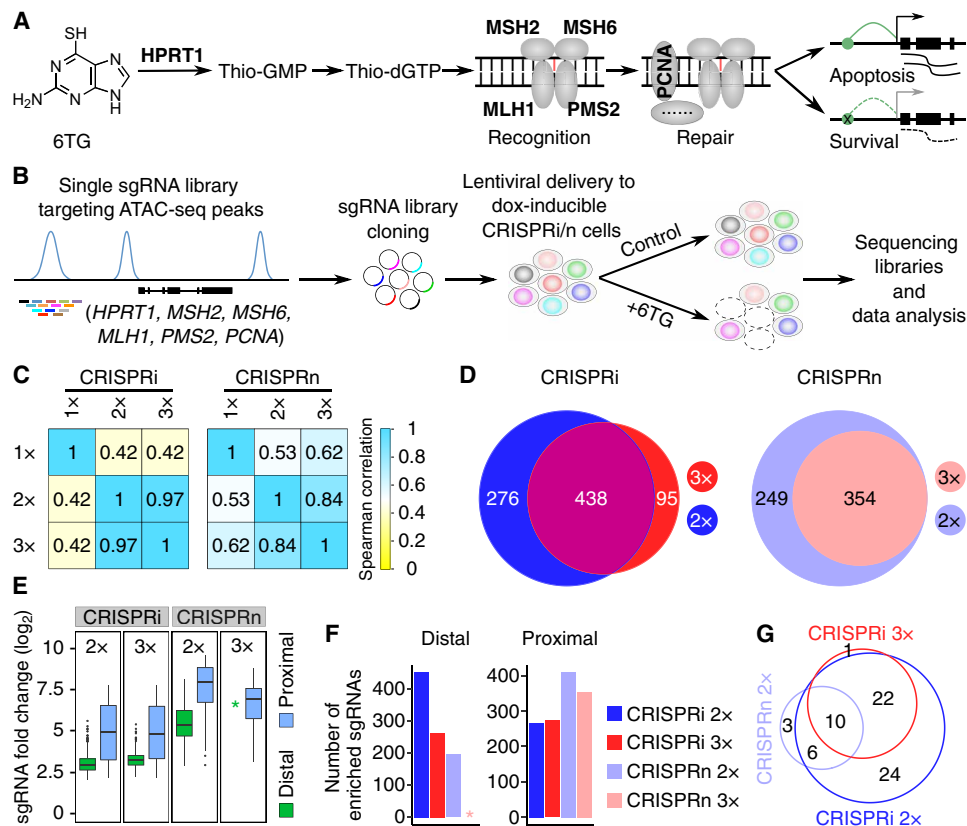 A
SH
N
N
N
N
H
H₂N
6TG
HPRT1
Thio-GMP
Thio-dGTP
MSH2
MSH6
MLH1
PMS2
Recognition
PCNA
......
Repair
Apoptosis
X
Survival
B
Single sgRNA library
targeting ATAC-seq peaks
(HPRT1, MSH2, MSH6,
MLH1, PMS2, PCNA)
sgRNA library
cloning
Lentiviral delivery to
dox-inducible
CRISPRi/n cells
Control
+6TG
Sequencing
libraries
and
data analysis
C
CRISPRi
CRISPRn
1× 2× 3×
1× 2× 3×
1× 1 0.42 0.42
1 0.53 0.62
2× 0.42 1 0.97
0.53 1 0.84
3× 0.42 0.97 1
0.62 0.84 1
1
0.8
0.6
0.4
0.2
0
Spearman correlation
D
CRISPRi
276
438
95
3×
2×
CRISPRn
249
354
3×
2×
E
CRISPRi
CRISPRn
2× 3× 2× 3×
sgRNA fold change (log₂)
10
7.5
5.0
2.5
0
*
Proximal
Distal
F
Distal
Proximal
Number of
enriched sgRNAs
400
300
200
100
0
*
400
300
200
100
0
CRISPRi 2×
CRISPRi 3×
CRISPRn 2×
CRISPRn 3×
G
CRISPRi 3×
1
22
CRISPRn 2×
3
10
6
24
CRISPRi 2×